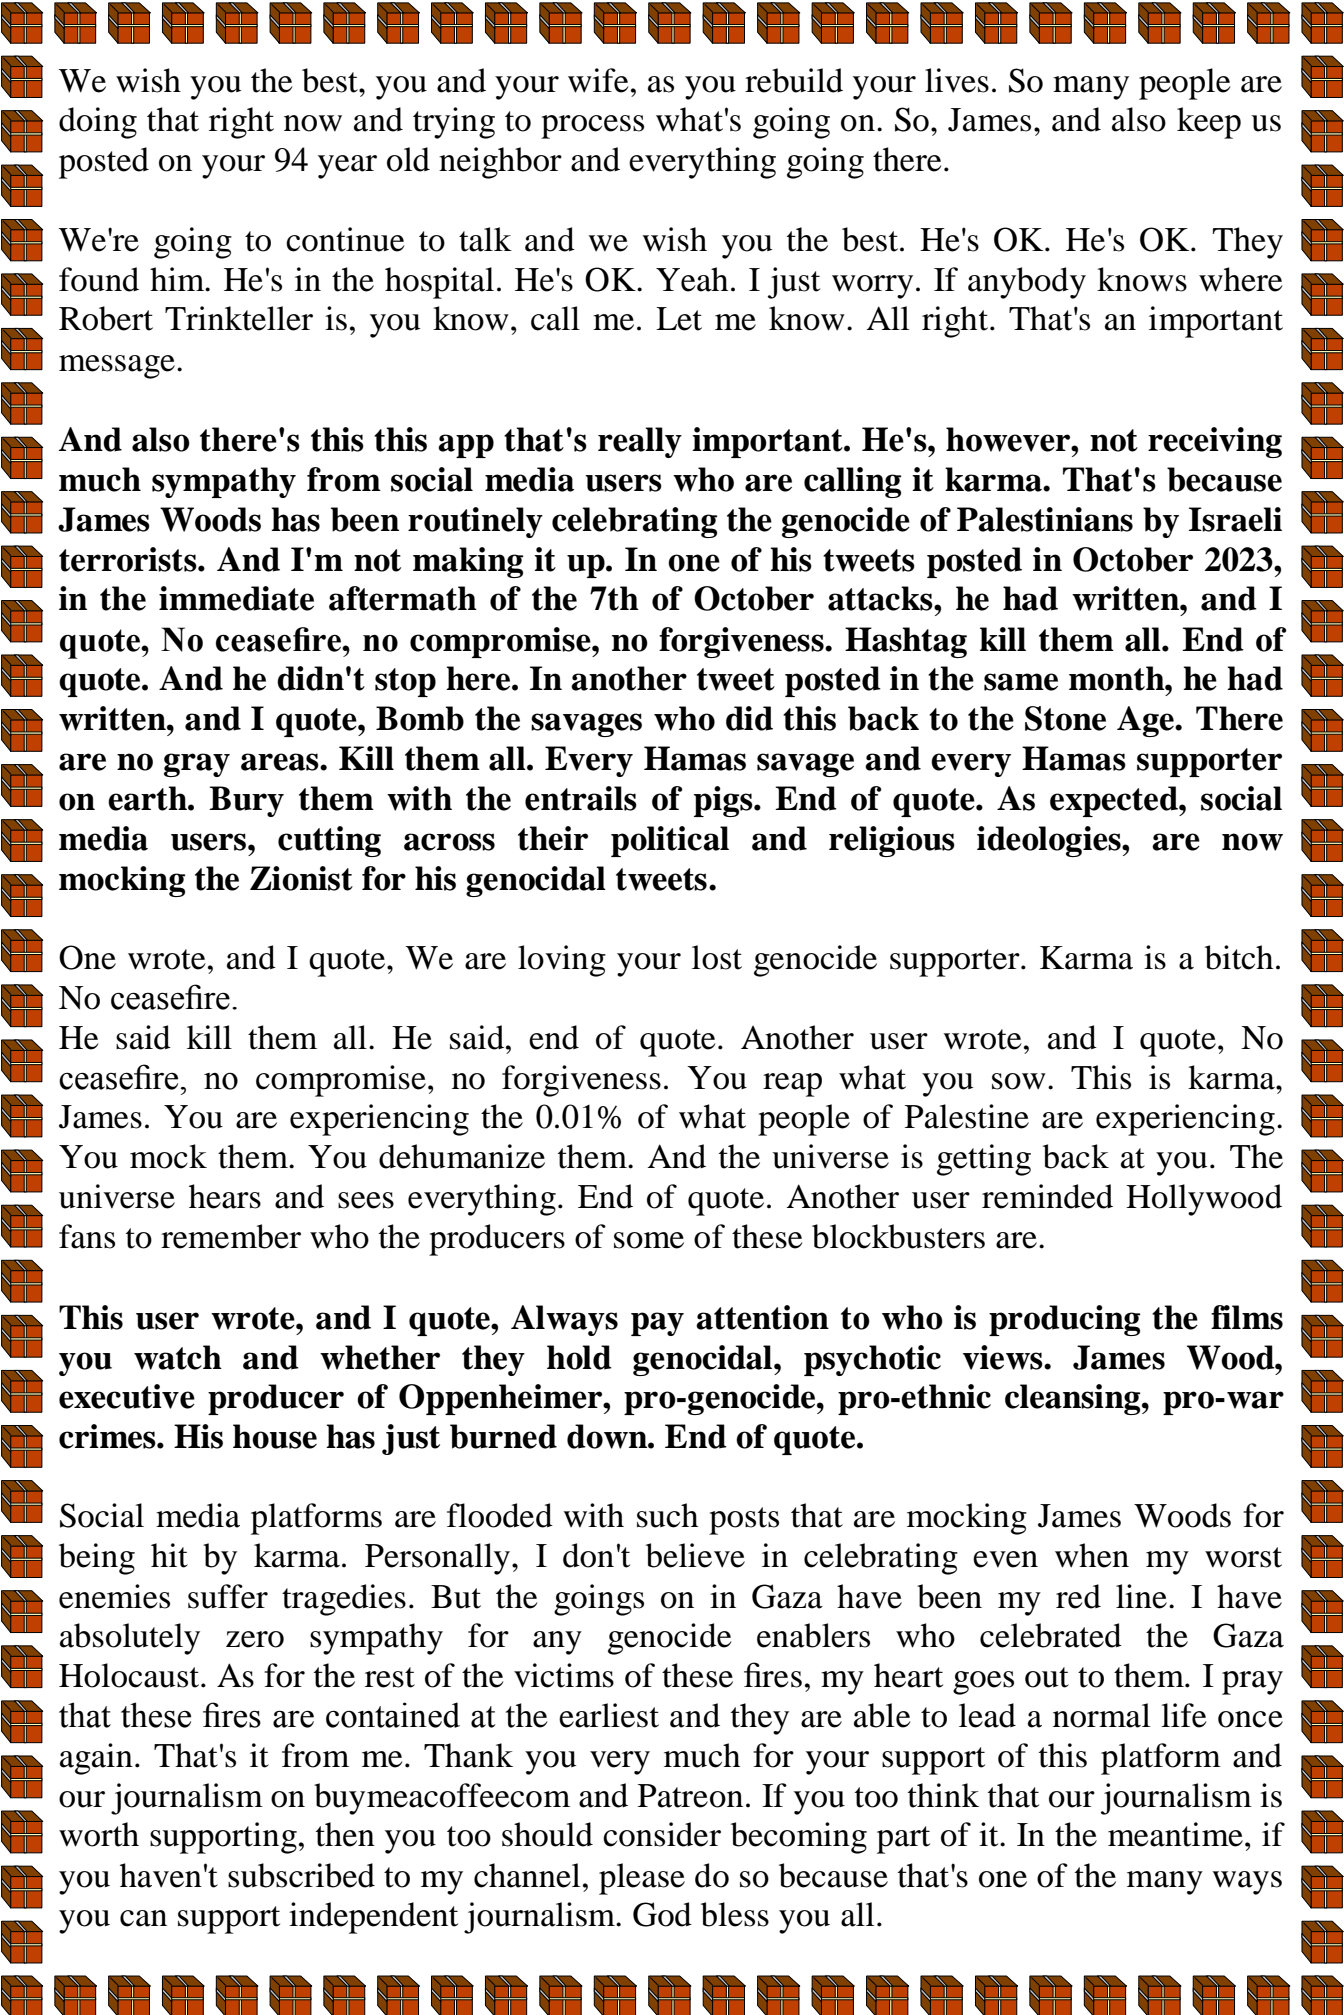 We wish you the best, you and your wife, as you rebuild your lives. So many people are
doing that right now and trying to process what's going on. So, James, and also keep us
posted on your 94 year old neighbor and everything going there.
We're going to continue to talk and we wish you the best. He's OK. He's OK. They
found him. He's in the hospital. He's OK. Yeah. I just worry. If anybody knows where
Robert Trinkteller is, you know, call me. Let me know. All right. That's an important
message.
And also there's this this app that's really important. He's, however, not receiving
much sympathy from social media users who are calling it karma. That's because
James Woods has been routinely celebrating the genocide of Palestinians by Israeli
terrorists. And I'm not making it up. In one of his tweets posted in October 2023,
in the immediate aftermath of the 7th of October attacks, he had written, and I
quote, No ceasefire, no compromise, no forgiveness. Hashtag kill them all. End of
quote. And he didn't stop here. In another tweet posted in the same month, he had
written, and I quote, Bomb the savages who did this back to the Stone Age. There
are no gray areas. Kill them all. Every Hamas savage and every Hamas supporter
on earth. Bury them with the entrails of pigs. End of quote. As expected, social
media users, cutting across their political and religious ideologies, are now
mocking the Zionist for his genocidal tweets.
One wrote, and I quote, We are loving your lost genocide supporter. Karma is a bitch.
No ceasefire.
He said kill them all. He said, end of quote. Another user wrote, and I quote, No
ceasefire, no compromise, no forgiveness. You reap what you sow. This is karma,
James. You are experiencing the 0.01% of what people of Palestine are experiencing.
You mock them. You dehumanize them. And the universe is getting back at you. The
universe hears and sees everything. End of quote. Another user reminded Hollywood
fans to remember who the producers of some of these blockbusters are.
This user wrote, and I quote, Always pay attention to who is producing the films
you watch and whether they hold genocidal, psychotic views. James Wood,
executive producer of Oppenheimer, pro-genocide, pro-ethnic cleansing, pro-war
crimes. His house has just burned down. End of quote.
Social media platforms are flooded with such posts that are mocking James Woods for
being hit by karma. Personally, I don't believe in celebrating even when my worst
enemies suffer tragedies. But the goings on in Gaza have been my red line. I have
absolutely zero sympathy for any genocide enablers who celebrated the Gaza
Holocaust. As for the rest of the victims of these fires, my heart goes out to them. I pray
that these fires are contained at the earliest and they are able to lead a normal life once
again. That's it from me. Thank you very much for your support of this platform and
our journalism on buymeacoffeecom and Patreon. If you too think that our journalism is
worth supporting, then you too should consider becoming part of it. In the meantime, if
you haven't subscribed to my channel, please do so because that's one of the many ways
you can support independent journalism. God bless you all.